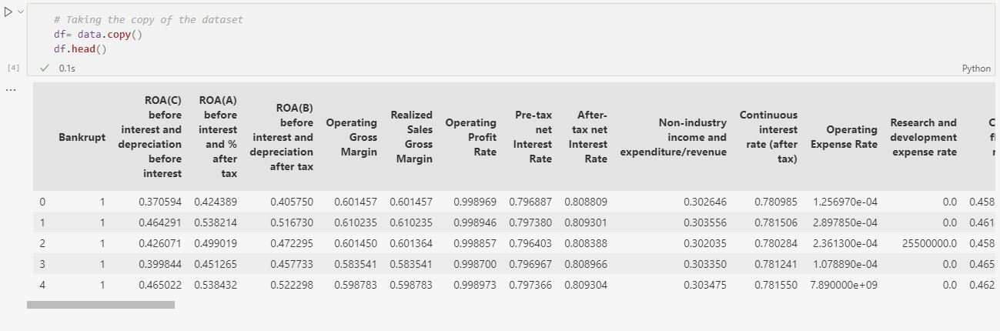 # Taking the copy of the dataset
df= data.copy()
df.head()
[4] 0.1s Python
...
Bankrupt ROA(C) before interest and depreciation before interest ROA(A) before interest and % after tax ROA(B) before interest and depreciation after tax Operating Gross Margin Realized Sales Gross Margin Operating Profit Rate Pre-tax net Interest Rate After-tax net Interest Rate Non-industry income and expenditure/revenue Continuous interest rate (after tax) Operating Expense Rate Research and development expense rate
0 1 0.370594 0.424389 0.405750 0.601457 0.601457 0.998969 0.796887 0.808809 0.302646 0.780985 1.256970e-04 0.0 0.458
1 1 0.464291 0.538214 0.516730 0.610235 0.610235 0.998946 0.797380 0.809301 0.303556 0.781506 2.897850e-04 0.0 0.461
2 1 0.426071 0.499019 0.472295 0.601450 0.601364 0.998857 0.796403 0.808388 0.302035 0.780284 2.361300e-04 25500000.0 0.458
3 1 0.399844 0.451265 0.457733 0.583541 0.583541 0.998700 0.796967 0.808966 0.303350 0.781241 1.078890e-04 0.0 0.465
4 1 0.465022 0.538432 0.522298 0.598783 0.598783 0.998973 0.797366 0.809304 0.303475 0.781550 7.890000e+09 0.0 0.462